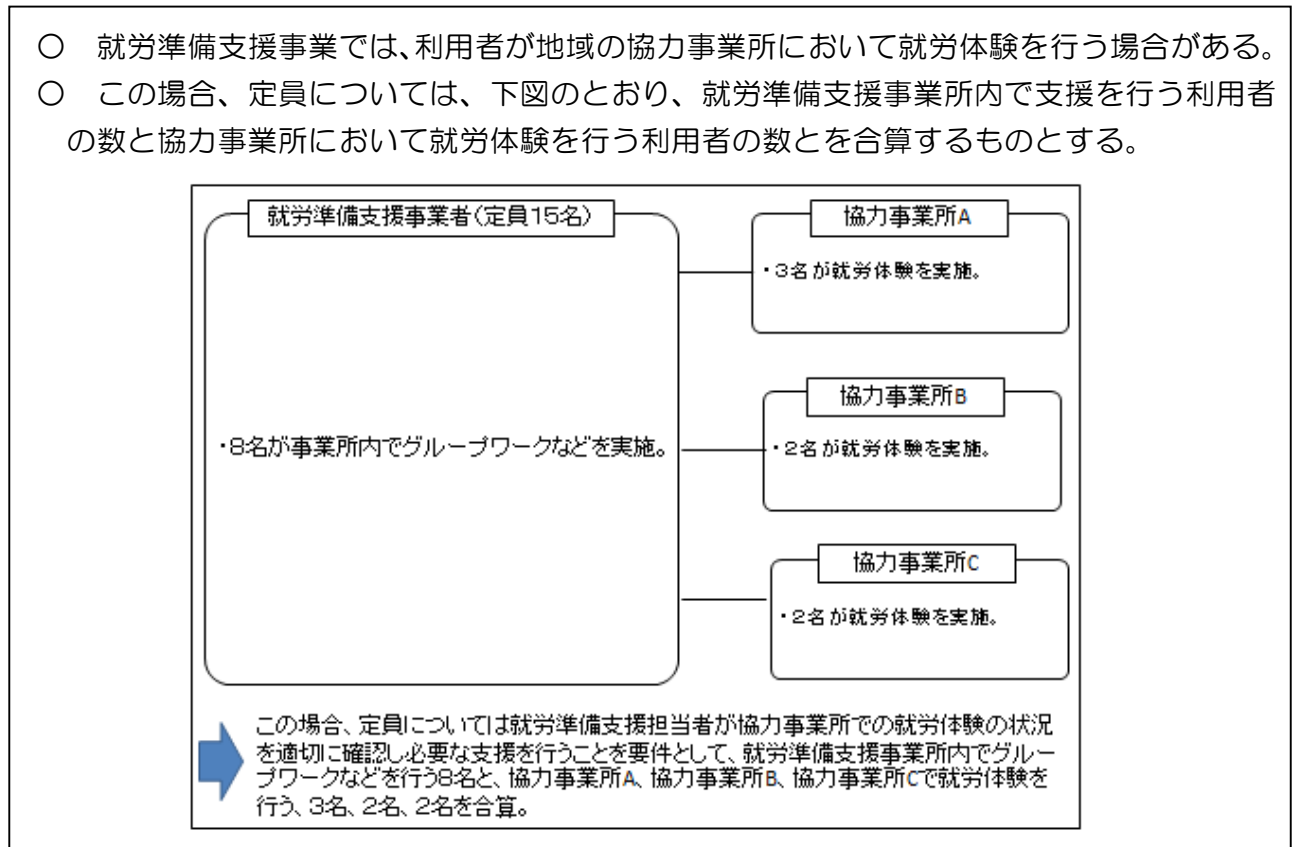 ○　就労準備支援事業では、利用者が地域の協力事業所において就労体験を行う場合がある。
○　この場合、定員については、下図のとおり、就労準備支援事業所内で支援を行う利用者
の数と協力事業所において就労体験を行う利用者の数とを合算するものとする。
就労準備支援事業者(定員15名)
・8名が事業所内でグループワークなどを実施。
協力事業所A
・3名が就労体験を実施。
協力事業所B
・2名が就労体験を実施。
協力事業所C
・2名が就労体験を実施。
この場合、定員については就労準備支援担当者が協力事業所での就労体験の状況
を適切に確認し必要な支援を行うことを要件として、就労準備支援事業所内でグルー
プワークなどを行う8名と、協力事業所A、協力事業所B、協力事業所Cで就労体験を
行う、3名、2名、2名を合算。